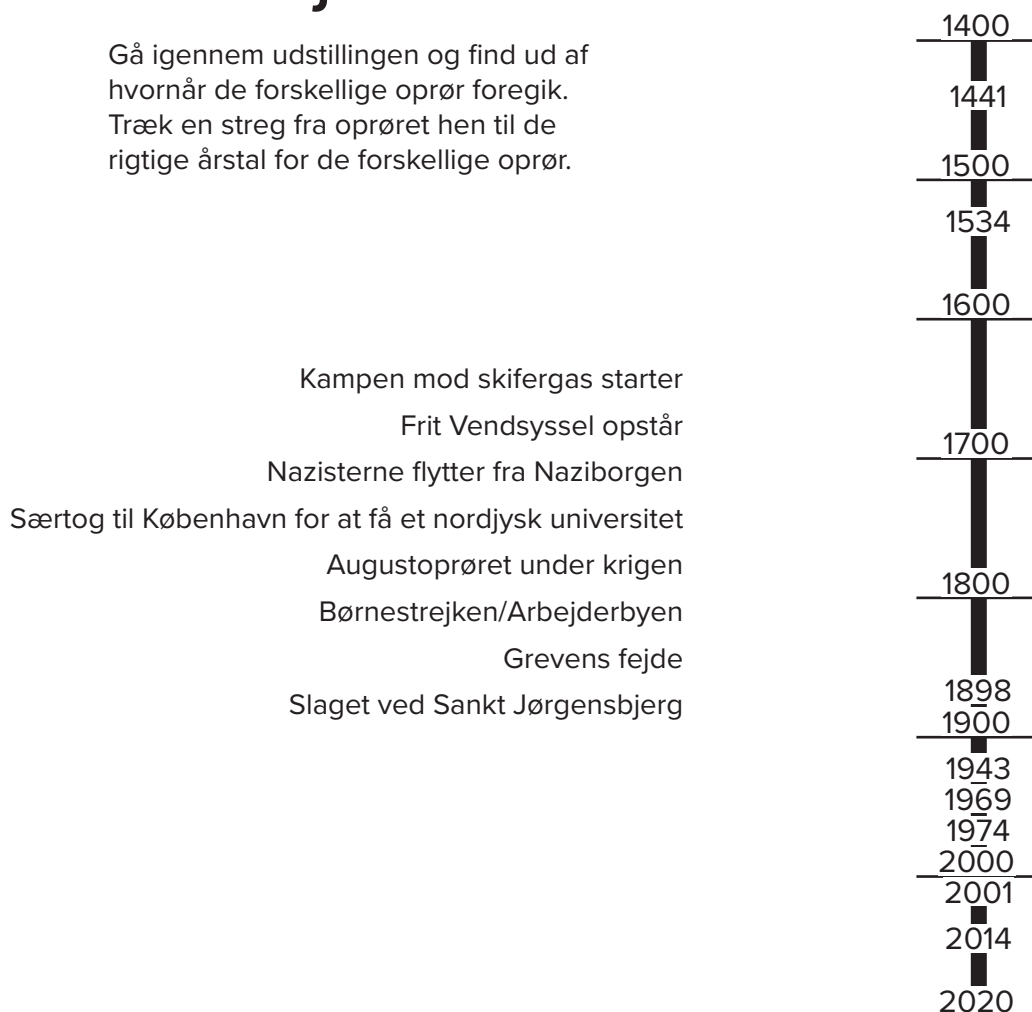 Gå igennem udstillingen og find ud af
hvornår de forskellige oprør foregik.
Træk en streg fra oprøret hen til de
rigtige årstal for de forskellige oprør.
Kampen mod skifergas starter
Frit Vendsyssel opstår
Nazisterne flytter fra Naziborgen
Særtog til København for at få et nordjysk universitet
Augustoprøret under krigen
Børnestrejken/Arbejderbyen
Grevens fejde
Slaget ved Sankt Jørgensbjerg
1400
1441
1500
1534
1600
1700
1800
1898
1900
1943
1969
1974
2000
2001
2014
2020